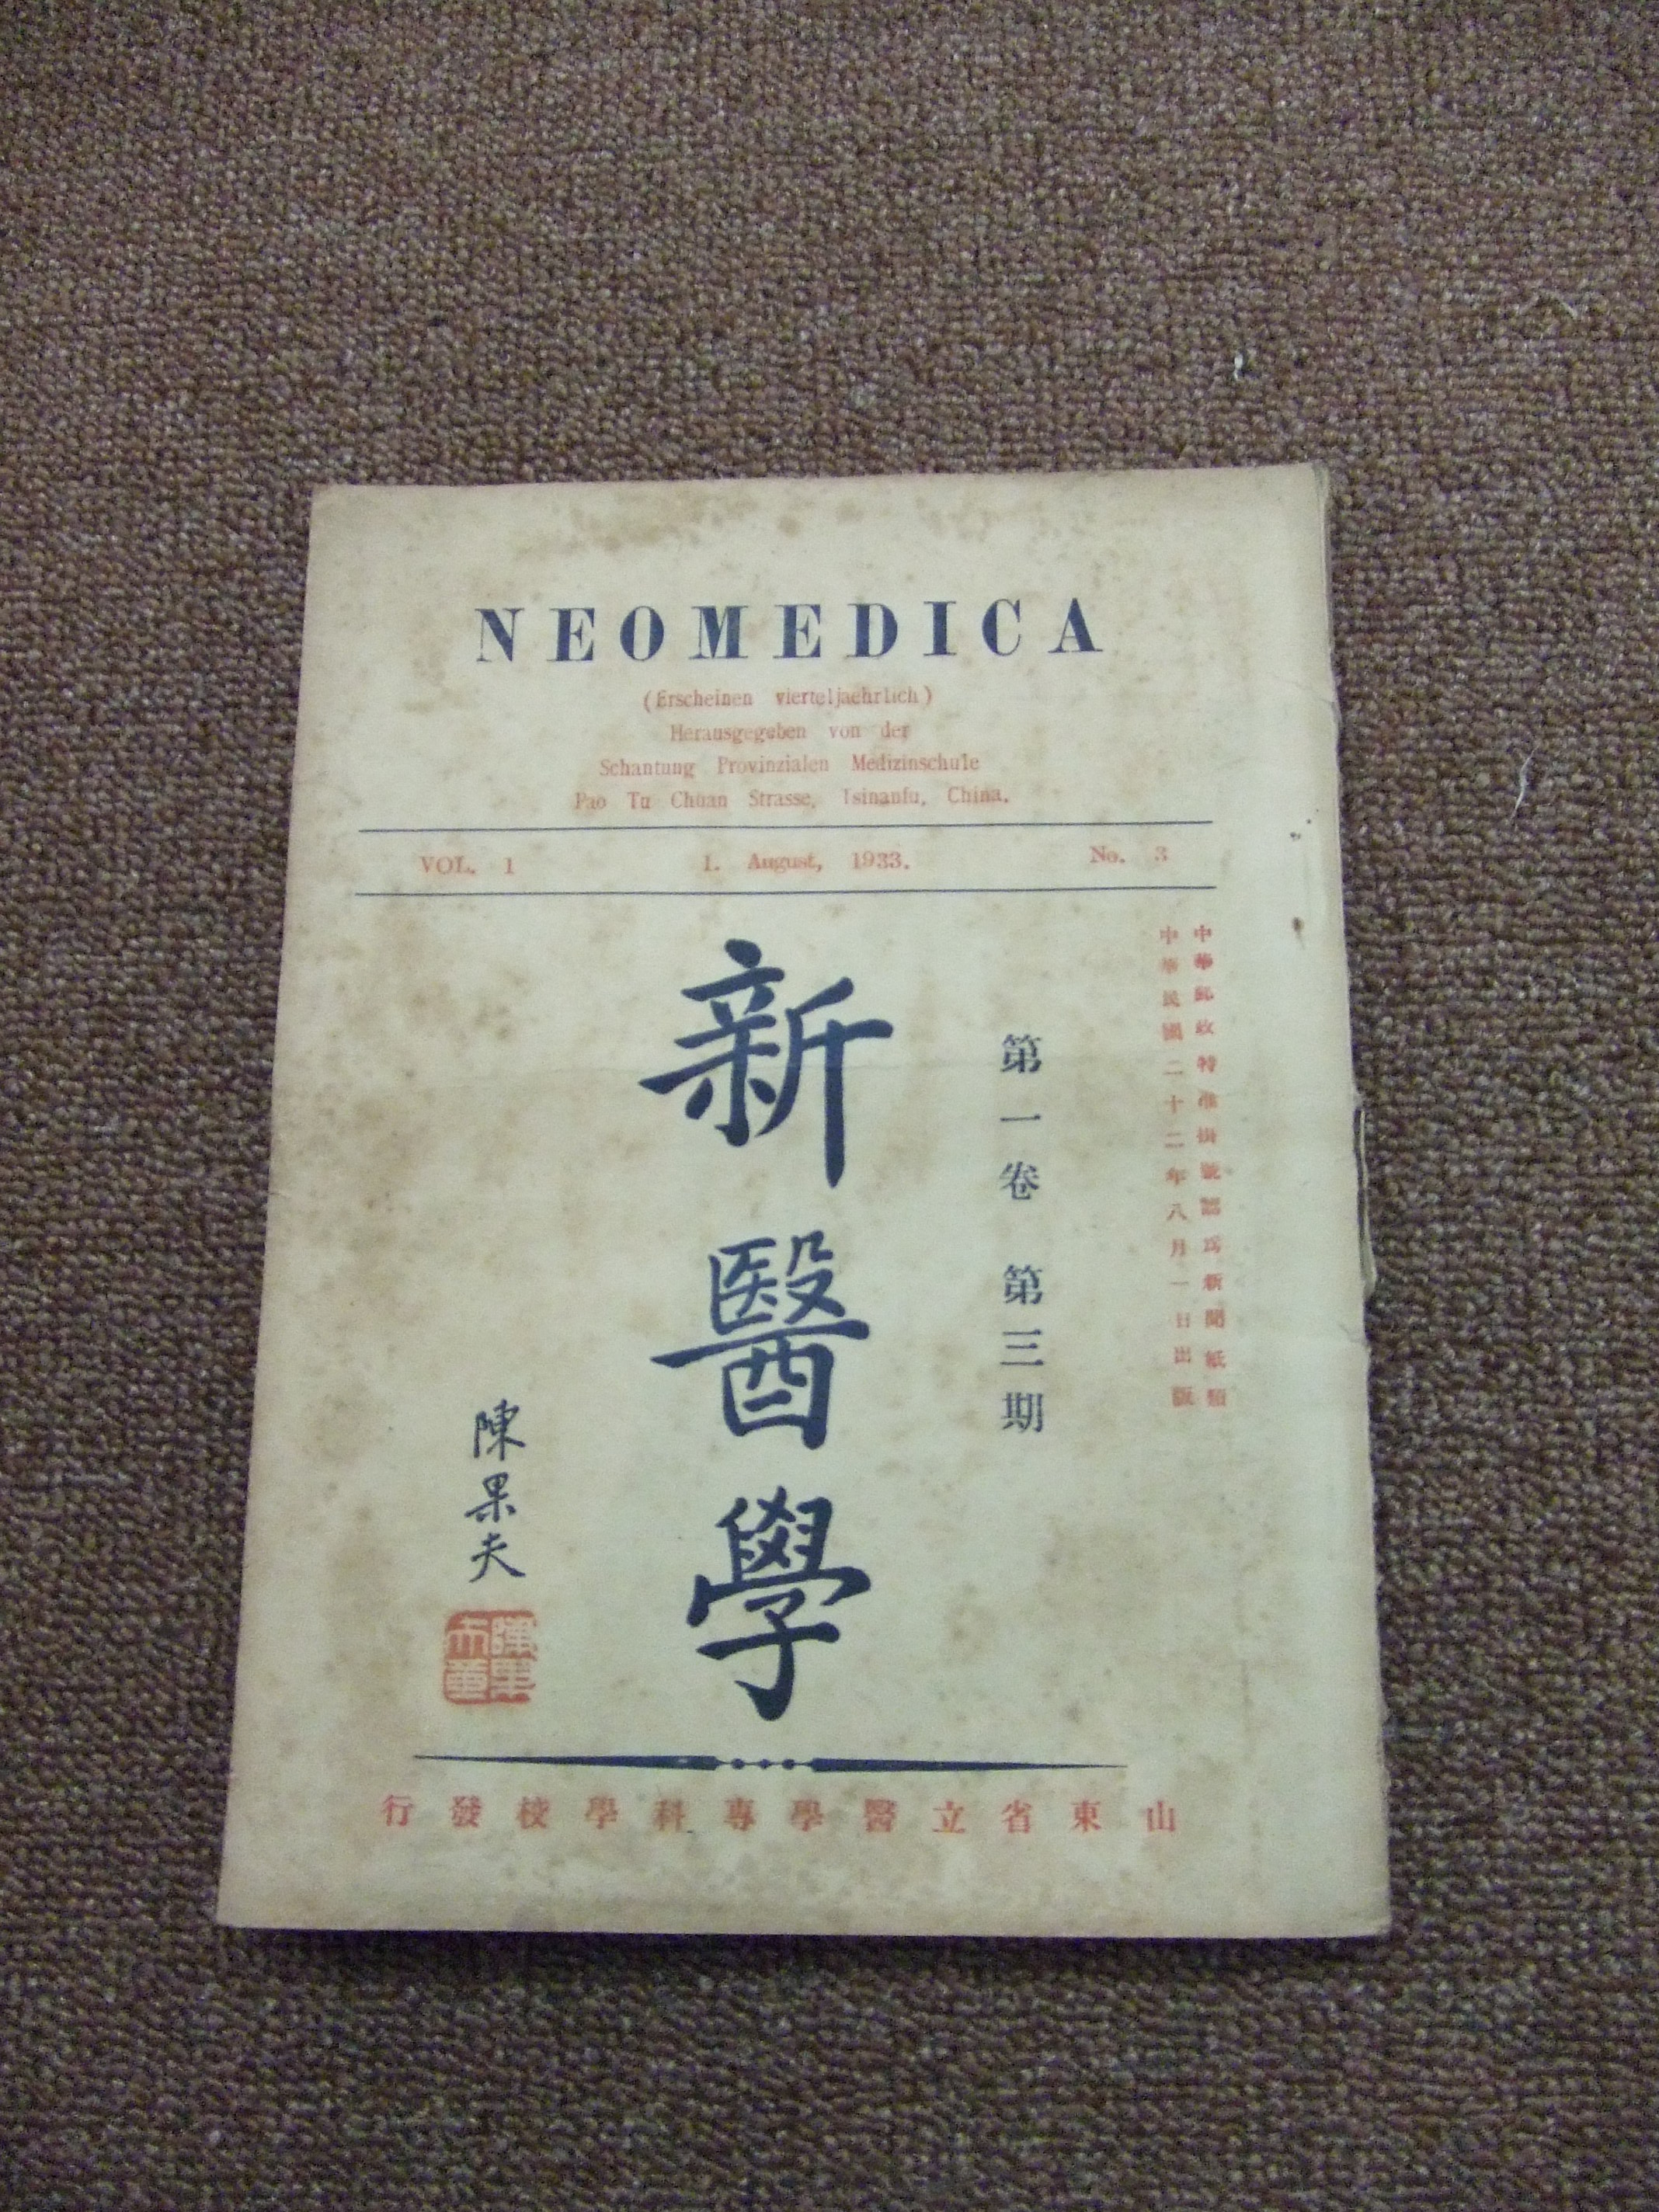 NEOMEDICA
(Erscheinen vierteljaehrlich)
Herausgegeben von der
Schantung Provinzialen Medizinschule
Pao Tu Chuan Strasse, Tsinanfu, China.
VOL. 1 1. August, 1933. No. 3
中華郵政特准掛號認為新聞紙類
中華民國二十二年八月一日出版
第一卷 第三期
新醫學
陳果夫
山東省立醫學專科學校發行